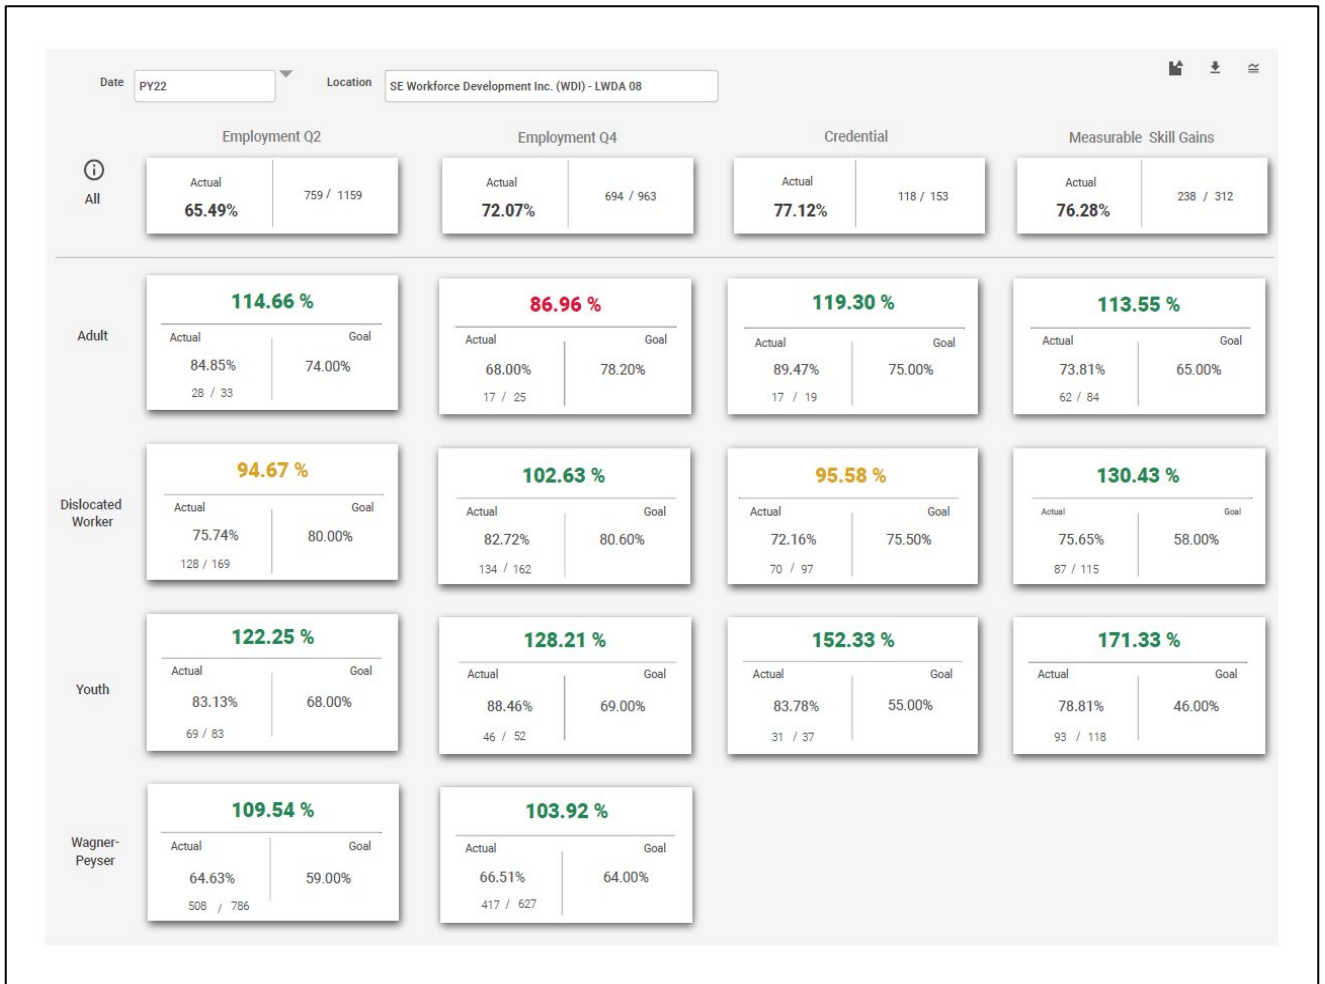 Date PY22 Location SE Workforce Development Inc. (WDI) - LWDA 08
Employment Q2 Employment Q4 Credential Measurable Skill Gains
All
Actual 65.49% 759 / 1159
Actual 72.07% 694 / 963
Actual 77.12% 118 / 153
Actual 76.28% 238 / 312
Adult
114.66 %
Actual Goal
84.85% 74.00%
28 / 33
86.96 %
Actual Goal
68.00% 78.20%
17 / 25
119.30 %
Actual Goal
89.47% 75.00%
17 / 19
113.55 %
Actual Goal
73.81% 65.00%
62 / 84
Dislocated
Worker
94.67 %
Actual Goal
75.74% 80.00%
128 / 169
102.63 %
Actual Goal
82.72% 80.60%
134 / 162
95.58 %
Actual Goal
72.16% 75.50%
70 / 97
130.43 %
Actual Goal
75.65% 58.00%
87 / 115
Youth
122.25 %
Actual Goal
83.13% 68.00%
69 / 83
128.21 %
Actual Goal
88.46% 69.00%
46 / 52
152.33 %
Actual Goal
83.78% 55.00%
31 / 37
171.33 %
Actual Goal
78.81% 46.00%
93 / 118
Wagner-
Peyser
109.54 %
Actual Goal
64.63% 59.00%
508 / 786
103.92 %
Actual Goal
66.51% 64.00%
417 / 627